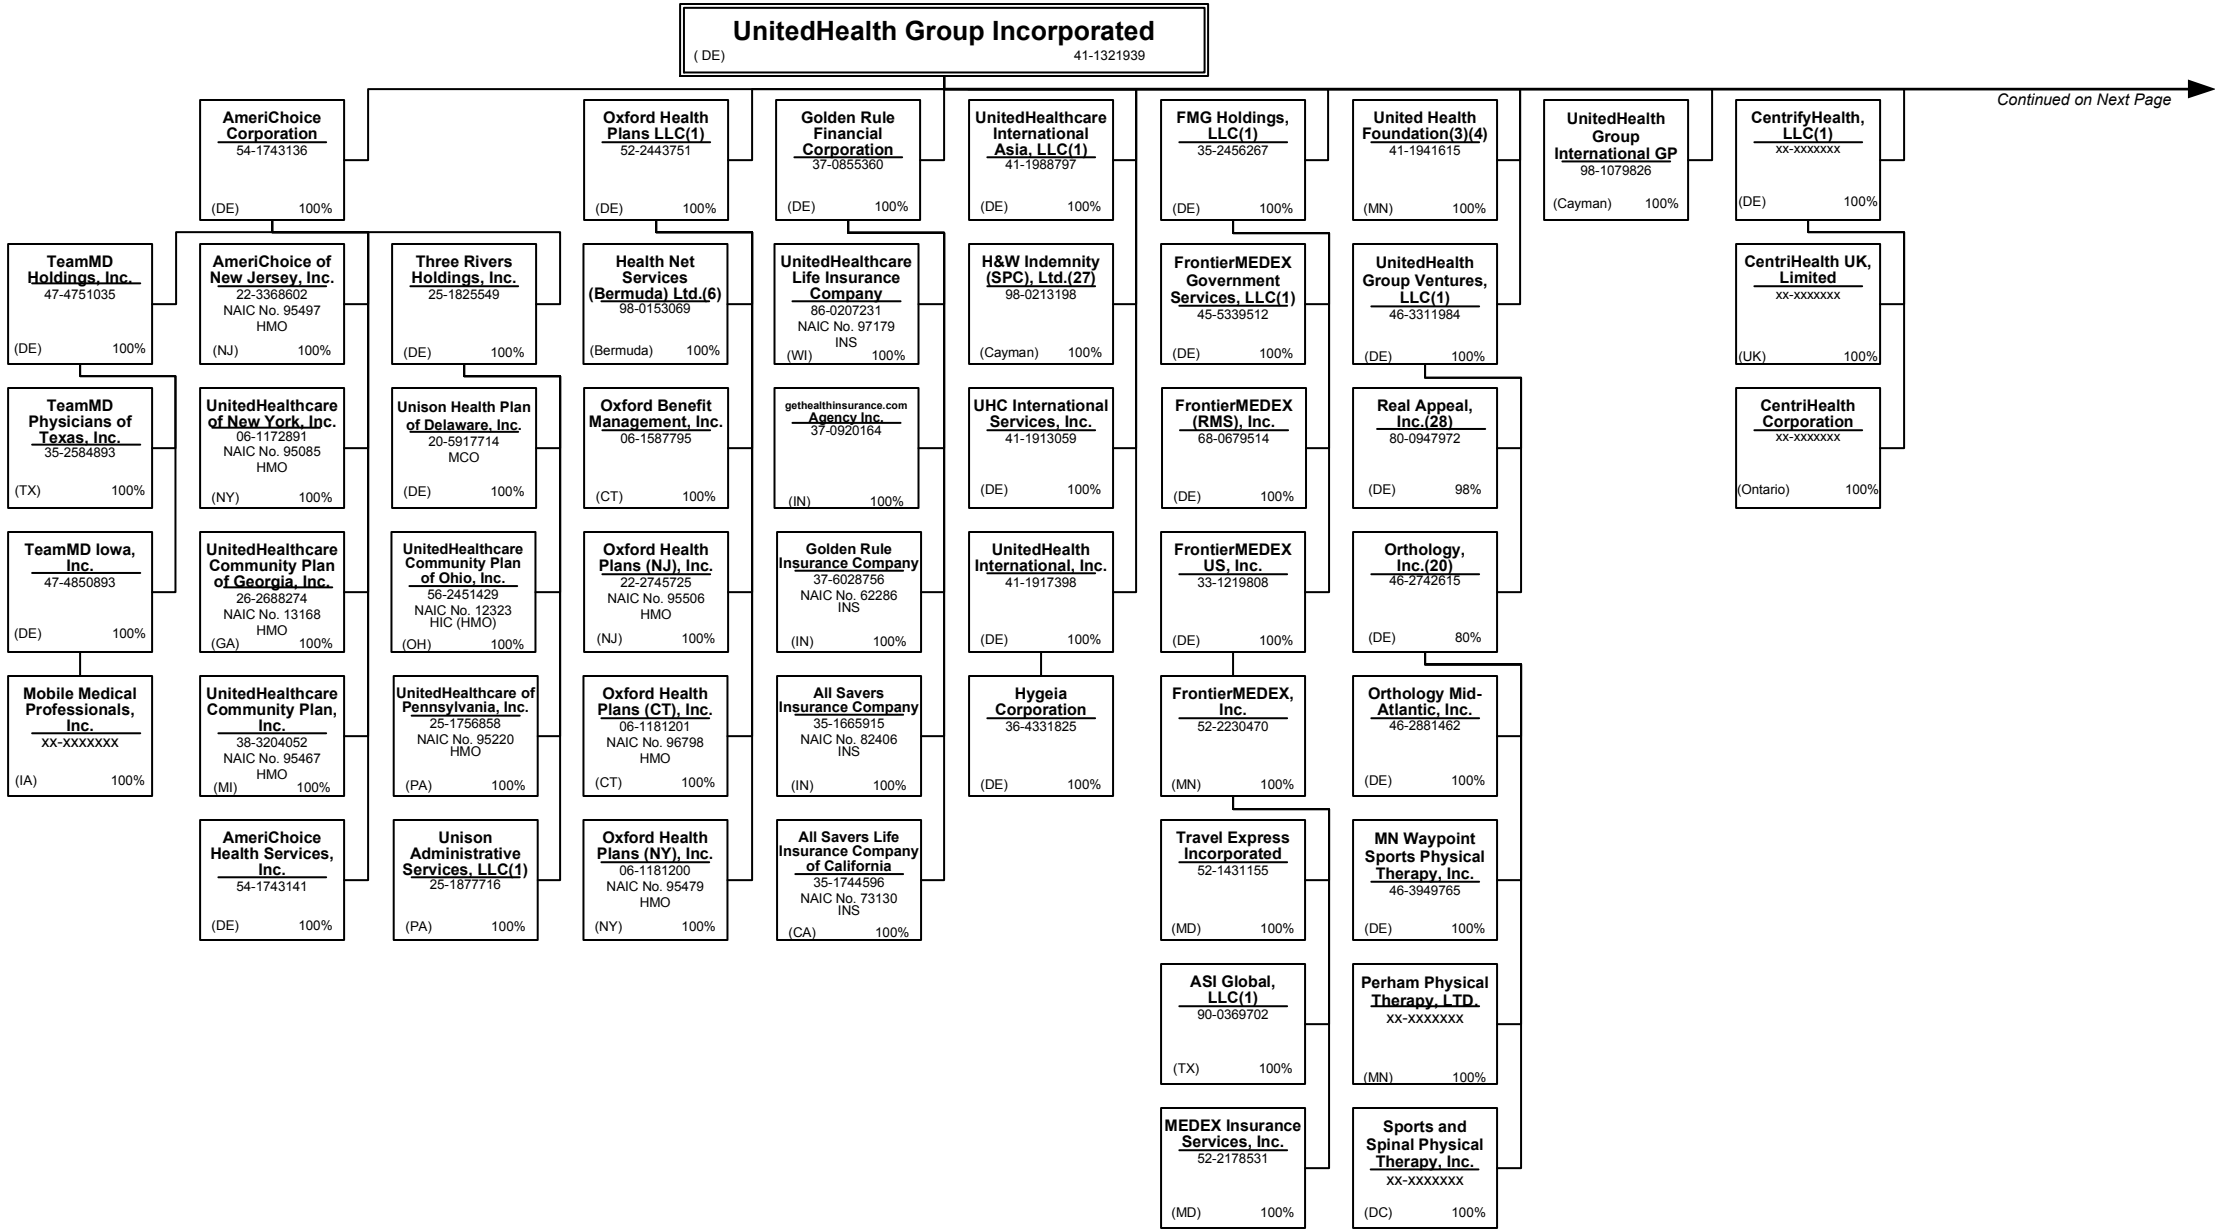 UnitedHealth Group Incorporated
( DE) 41-1321939
Continued on Next Page
AmeriChoice
Corporation
54-1743136
(DE) 100%
Oxford Health
Plans LLC(1)
52-2443751
(DE) 100%
Golden Rule
Financial
Corporation
37-0855360
(DE) 100%
UnitedHealthcare
International
Asia, LLC(1)
41-1988797
(DE) 100%
FMG Holdings,
LLC(1)
35-2456267
(DE) 100%
United Health
Foundation(3)(4)
41-1941615
(MN) 100%
UnitedHealth
Group
International GP
98-1079826
(Cayman) 100%
CentrifyHealth,
LLC(1)
xx-xxxxxxx
(DE) 100%
TeamMD
Holdings, Inc.
47-4751035
(DE) 100%
AmeriChoice of
New Jersey, Inc.
22-3368602
NAIC No. 95497
HMO
(NJ) 100%
Three Rivers
Holdings, Inc.
25-1825549
(DE) 100%
Health Net
Services
(Bermuda) Ltd.(6)
98-0153069
(Bermuda) 100%
UnitedHealthcare
Life Insurance
Company
86-0207231
NAIC No. 97179
INS
(WI) 100%
H&W Indemnity
(SPC), Ltd.(27)
98-0213198
(Cayman) 100%
FrontierMEDEX
Government
Services, LLC(1)
45-5339512
(DE) 100%
UnitedHealth
Group Ventures,
LLC(1)
46-3311984
(DE) 100%
CentriHealth UK,
Limited
xx-xxxxxxx
(UK) 100%
TeamMD
Physicians of
Texas, Inc.
35-2584893
(TX) 100%
UnitedHealthcare
of New York, Inc.
06-1172891
NAIC No. 95085
HMO
(NY) 100%
Unison Health Plan
of Delaware, Inc.
20-5917714
MCO
(DE) 100%
Oxford Benefit
Management, Inc.
06-1587795
(CT) 100%
gethealthinsurance.com
Agency Inc.
37-0920164
(IN) 100%
UHC International
Services, Inc.
41-1913059
(DE) 100%
FrontierMEDEX
(RMS), Inc.
68-0679514
(DE) 100%
Real Appeal,
Inc.(28)
80-0947972
(DE) 98%
CentriHealth
Corporation
xx-xxxxxxx
(Ontario) 100%
TeamMD Iowa,
Inc.
47-4850893
(DE) 100%
UnitedHealthcare
Community Plan
of Georgia, Inc.
26-2688274
NAIC No. 13168
HMO
(GA) 100%
UnitedHealthcare
Community Plan
of Ohio, Inc.
56-2451429
NAIC No. 12323
HIC (HMO)
(OH) 100%
Oxford Health
Plans (NJ), Inc.
22-2745725
NAIC No. 95506
HMO
(NJ) 100%
Golden Rule
Insurance Company
37-6028756
NAIC No. 62286
INS
(IN) 100%
UnitedHealth
International, Inc.
41-1917398
(DE) 100%
FrontierMEDEX
US, Inc.
33-1219808
(DE) 100%
Orthology,
Inc.(20)
46-2742615
(DE) 80%
Mobile Medical
Professionals,
Inc.
xx-xxxxxxx
(IA) 100%
UnitedHealthcare
Community Plan,
Inc.
38-3204052
NAIC No. 95467
HMO
(MI) 100%
UnitedHealthcare of
Pennsylvania, Inc.
25-1756858
NAIC No. 95220
HMO
(PA) 100%
Oxford Health
Plans (CT), Inc.
06-1181201
NAIC No. 96798
HMO
(CT) 100%
All Savers
Insurance Company
35-1665915
NAIC No. 82406
INS
(IN) 100%
Hygeia
Corporation
36-4331825
(DE) 100%
FrontierMEDEX,
Inc.
52-2230470
(MN) 100%
Orthology Mid-
Atlantic, Inc.
46-2881462
(DE) 100%
AmeriChoice
Health Services,
Inc.
54-1743141
(DE) 100%
Unison
Administrative
Services, LLC(1)
25-1877716
(PA) 100%
Oxford Health
Plans (NY), Inc.
06-1181200
NAIC No. 95479
HMO
(NY) 100%
All Savers Life
Insurance Company
of California
35-1744596
NAIC No. 73130
INS
(CA) 100%
Travel Express
Incorporated
52-1431155
(MD) 100%
MN Waypoint
Sports Physical
Therapy, Inc.
46-3949765
(DE) 100%
ASI Global,
LLC(1)
90-0369702
(TX) 100%
Perham Physical
Therapy, LTD.
xx-xxxxxxx
(MN) 100%
MEDEX Insurance
Services, Inc.
52-2178531
(MD) 100%
Sports and
Spinal Physical
Therapy, Inc.
xx-xxxxxxx
(DC) 100%